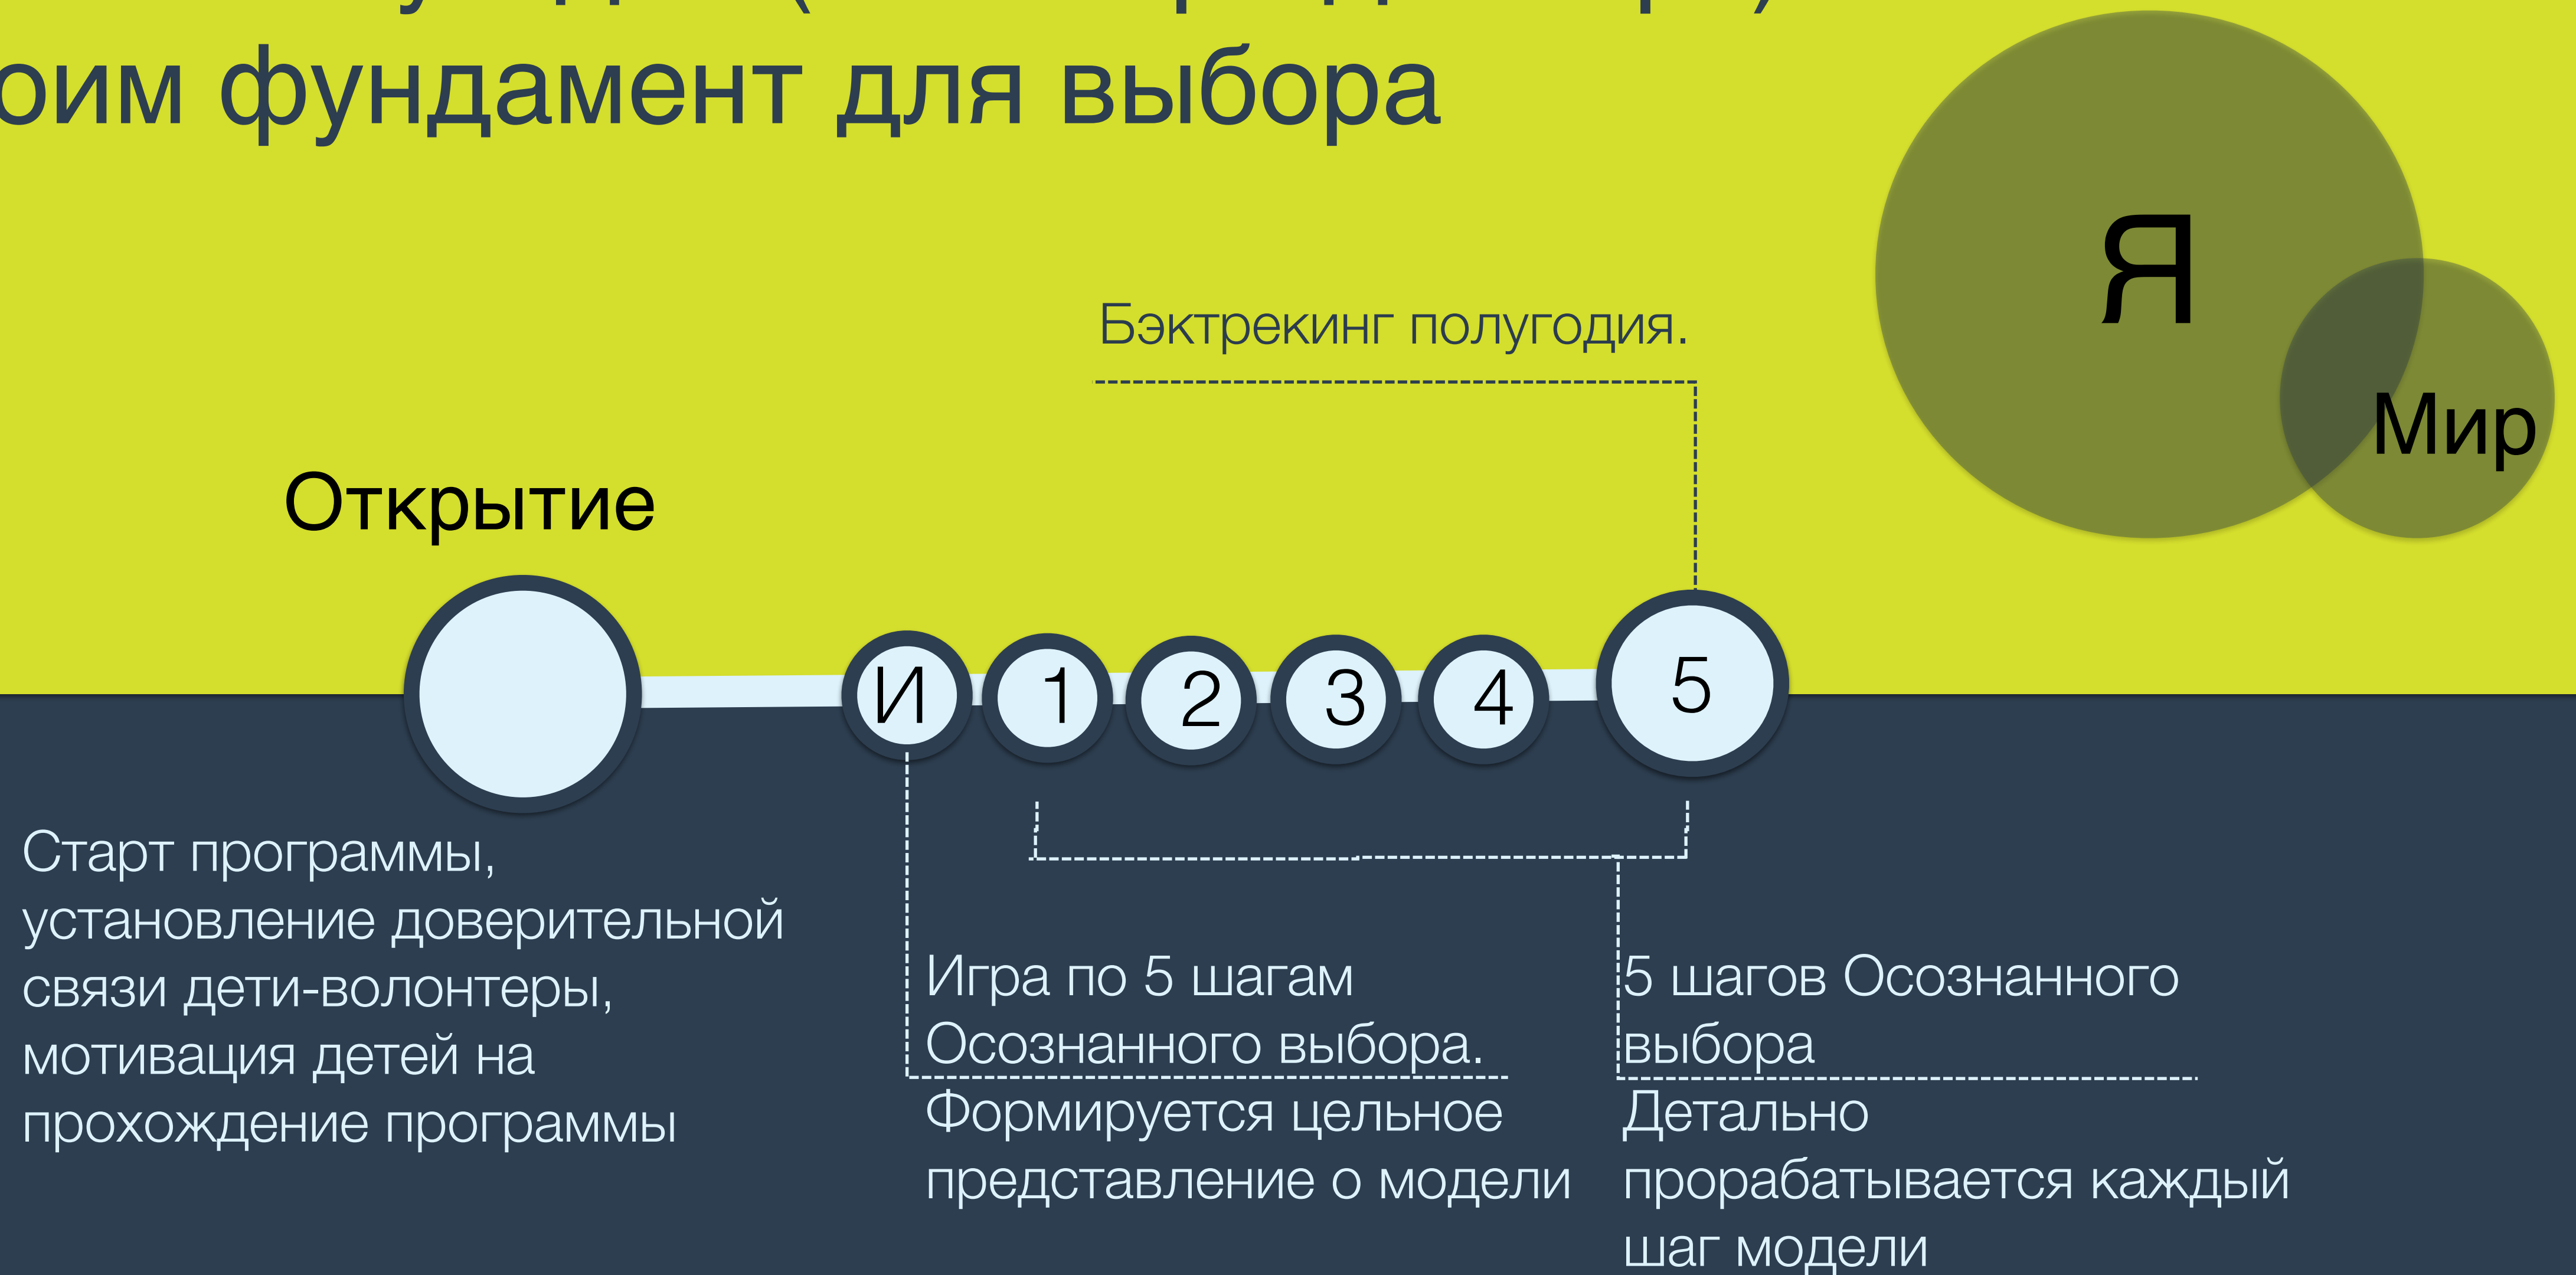 фундамент для выбора
Я
Мир
Бэктрекинг полугодия.
Открытие
И 1 2 3 4 5
Старт программы,
установление доверительной
связи дети-волонтеры,
мотивация детей на
прохождение программы
Игра по 5 шагам
Осознанного выбора.
Формируется цельное
представление о модели
5 шагов Осознанного
выбора
Детально
прорабатывается каждый
шаг модели